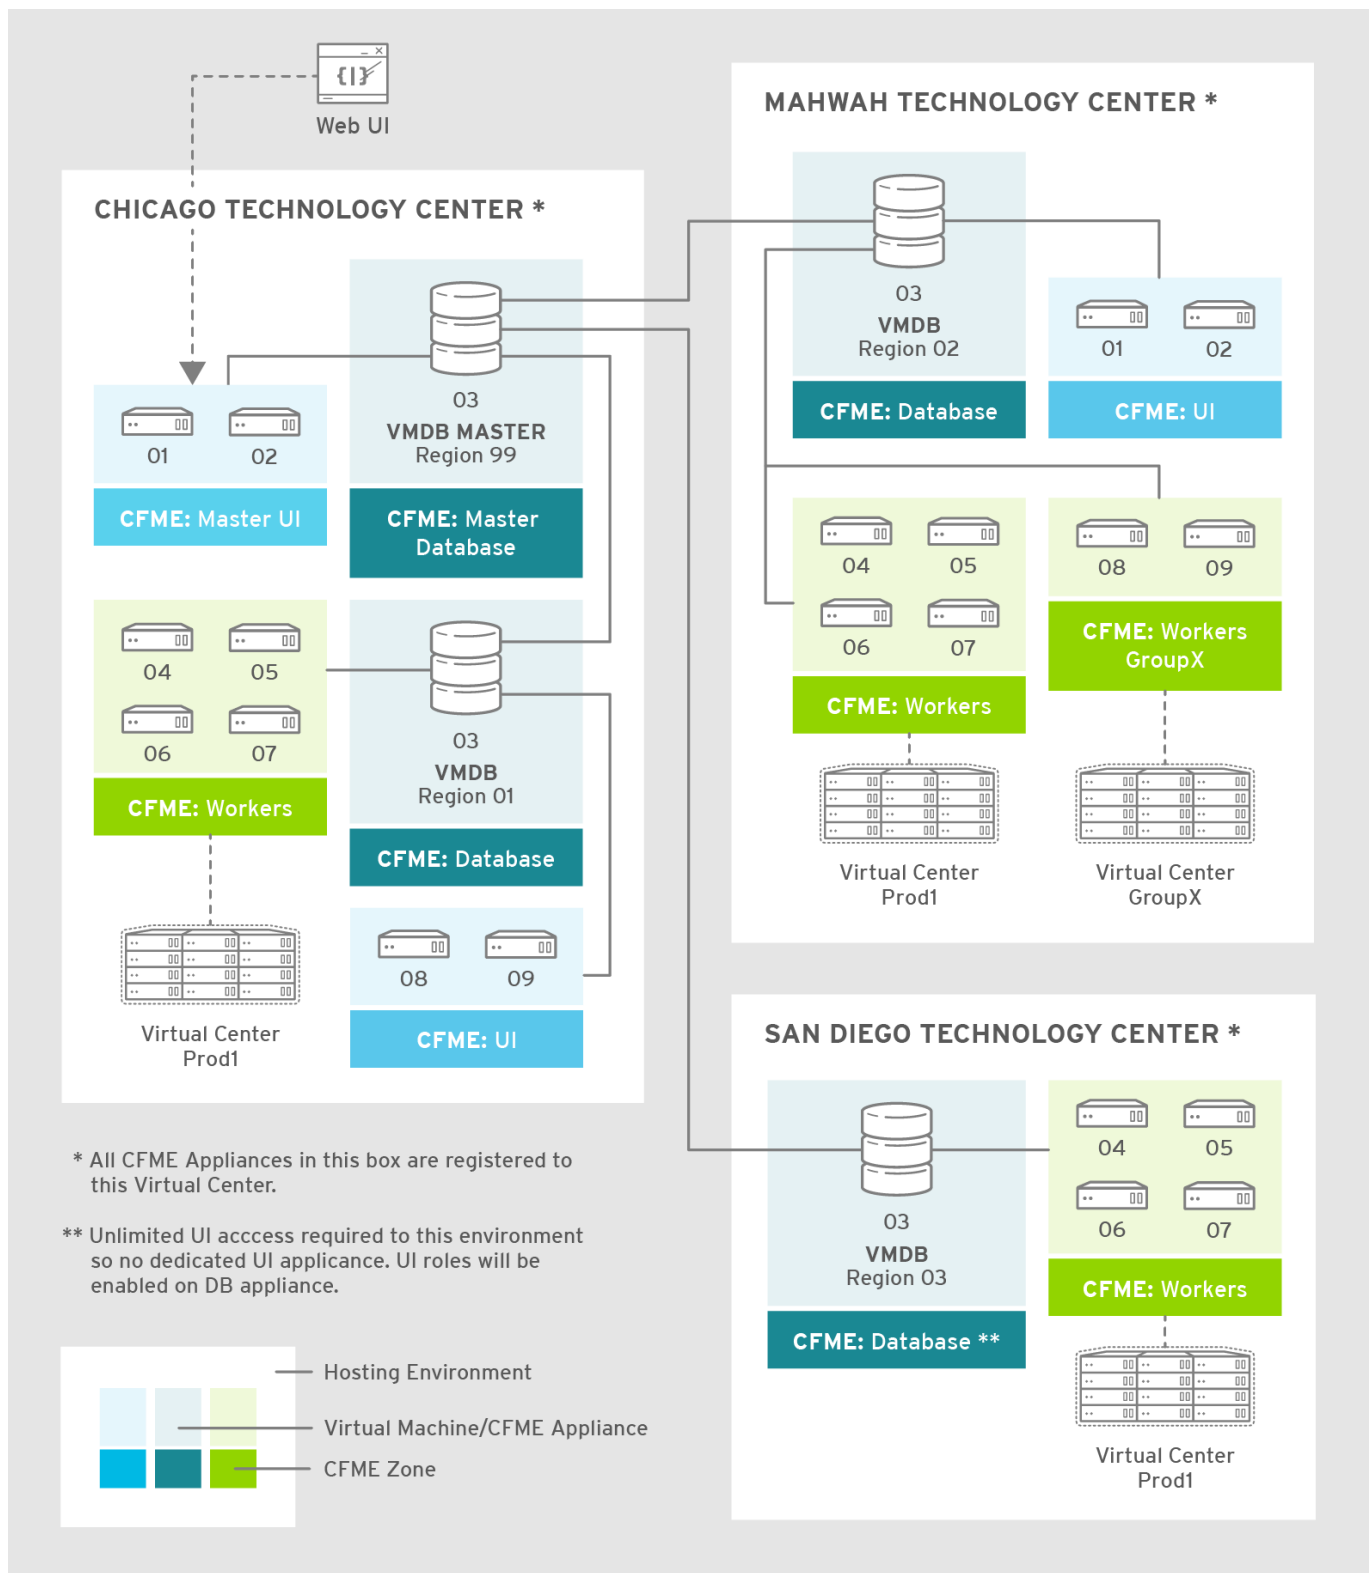 {|}
Web UI
CHICAGO TECHNOLOGY CENTER *
03
VMDB MASTER
Region 99
01
02
CFME: Master UI
CFME: Master
Database
04
05
06
07
CFME: Workers
03
VMDB
Region 01
CFME: Database
08
09
CFME: UI
Virtual Center
Prod1
MAHWAH TECHNOLOGY CENTER *
03
VMDB
Region 02
CFME: Database
01
02
CFME: UI
04
05
06
07
CFME: Workers
08
09
CFME: Workers
GroupX
Virtual Center
Prod1
Virtual Center
GroupX
SAN DIEGO TECHNOLOGY CENTER *
03
VMDB
Region 03
CFME: Database **
04
05
06
07
CFME: Workers
Virtual Center
Prod1
* All CFME Appliances in this box are registered to
this Virtual Center.
** Unlimited UI acccess required to this environment
so no dedicated UI applicance. UI roles will be
enabled on DB appliance.
Hosting Environment
Virtual Machine/CFME Appliance
CFME Zone